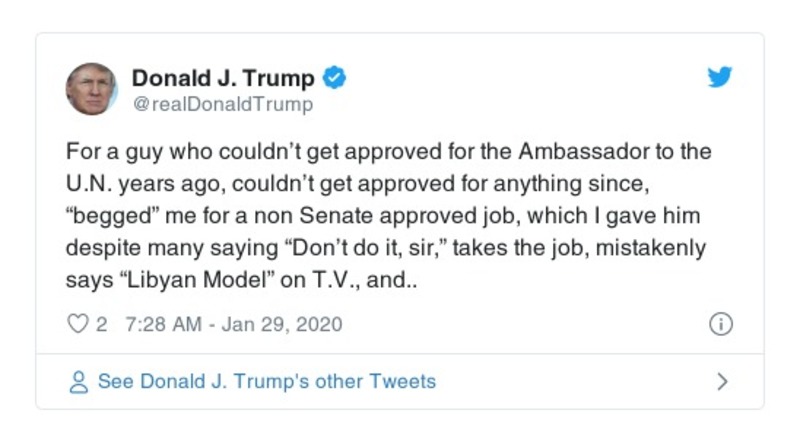 Donald J. Trump
@realDonaldTrump
For a guy who couldn’t get approved for the Ambassador to the
U.N. years ago, couldn’t get approved for anything since,
“begged” me for a non Senate approved job, which I gave him
despite many saying “Don’t do it, sir,” takes the job, mistakenly
says “Libyan Model” on T.V., and..
2 7:28 AM - Jan 29, 2020
See Donald J. Trump's other Tweets